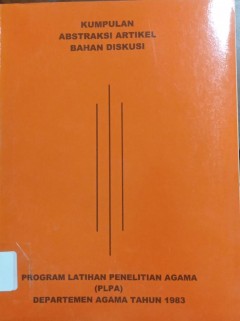 KUMPULAN
ABSTRAKSI ARTIKEL
BAHAN DISKUSI
PROGRAM LATIHAN PENELITIAN AGAMA
(PLPA)
DEPARTEMEN AGAMA TAHUN 1983